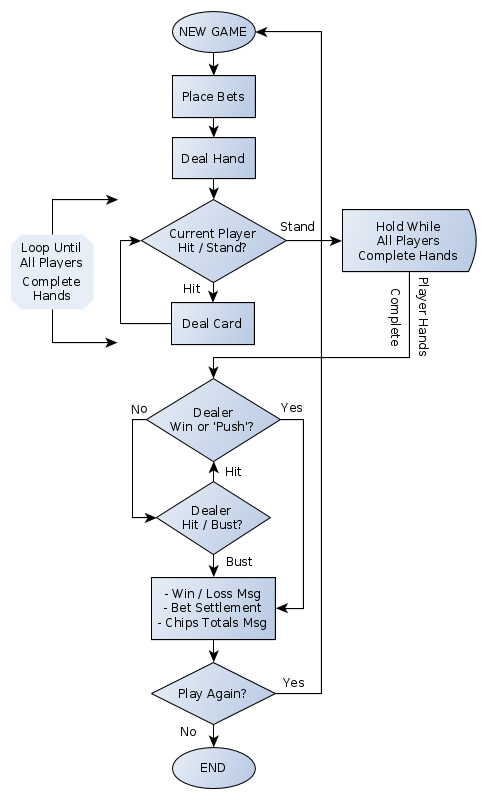 NEW GAME
Place Bets
Deal Hand
Current Player
Hit / Stand?
Stand
Hold While
All Players
Complete Hands
Loop Until
All Players
Complete
Hands
Hit
Deal Card
Player Hands
Complete
Dealer
Win or 'Push'?
No
Yes
Hit
Dealer
Hit / Bust?
Bust
- Win / Loss Msg
- Bet Settlement
- Chips Totals Msg
Play Again?
Yes
No
END